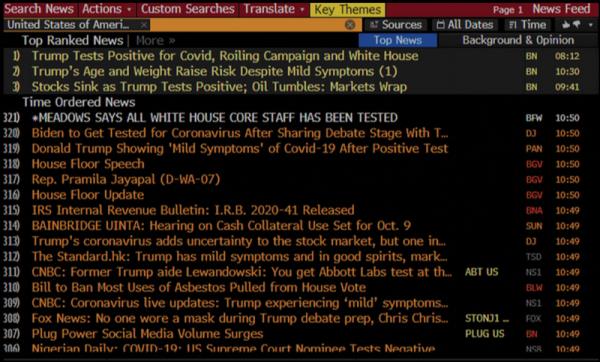 Search News Actions Custom Searches Translate Key Themes Page 1 News Feed
United States of Ameri... × Sources All Dates Time
Top Ranked News | More » Top News Background & Opinion
1) Trump Tests Positive for Covid, Roiling Campaign and White House BN 08:12
2) Trump's Age and Weight Raise Risk Despite Mild Symptoms (1) BN 10:30
3) Stocks Sink as Trump Tests Positive; Oil Tumbles: Markets Wrap BN 09:41
Time Ordered News
321) *MEADOWS SAYS ALL WHITE HOUSE CORE STAFF HAS BEEN TESTED BFW 10:50
320) Biden to Get Tested for Coronavirus After Sharing Debate Stage With T... DJ 10:50
319) Donald Trump Showing 'Mild Symptoms' of Covid-19 After Positive Test PAN 10:50
318) House Floor Speech BGV 10:50
317) Rep. Pramila Jayapal (D-WA-07) BGV 10:50
316) House Floor Update BGV 10:50
315) IRS Internal Revenue Bulletin: I.R.B. 2020-41 Released BNA 10:49
314) BAINBRIDGE UINTA: Hearing on Cash Collateral Use Set for Oct. 9 SUN 10:49
313) Trump's coronavirus adds uncertainty to the stock market, but one in... DJ 10:49
312) The Standard.hk: Trump has mild symptoms and in good spirits, mark... TSD 10:49
311) CNBC: Former Trump aide Lewandowski: You get Abbott Labs test at th... ABT US NS1 10:49
310) Bill to Ban Most Uses of Asbestos Pulled from House Vote BLW 10:49
309) CNBC: Coronavirus live updates: Trump experiencing 'mild' symptoms... NS1 10:49
308) Fox News: No one wore a mask during Trump debate prep, Chris Chris... STONJ1 ... FOX 10:49
307) Plug Power Social Media Volume Surges PLUG US BN 10:49
306) Nigerian Daily: COVID-19: US Supreme Court Nominee Tests Negative NS8 10:49